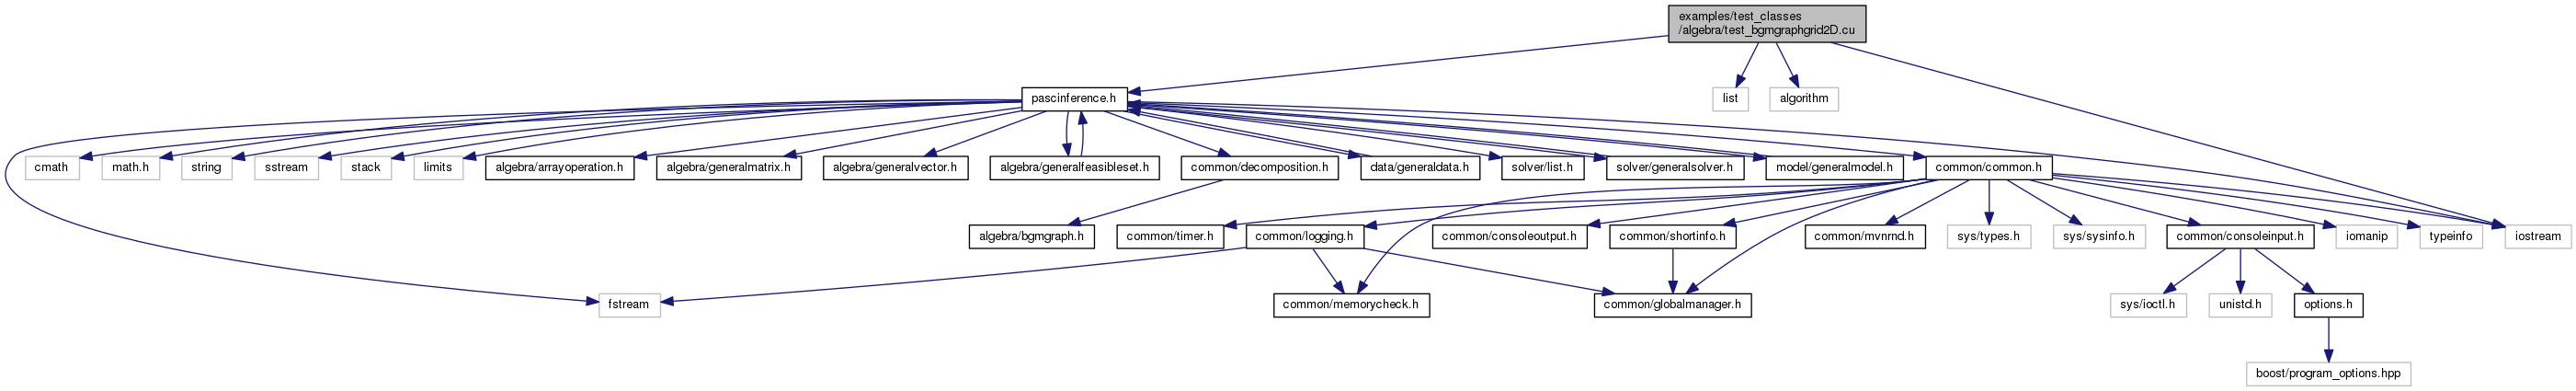 examples/test_classes
/algebra/test_bgmgraphgrid2D.cu
pascinference.h
list
algorithm
cmath
math.h
string
sstream
stack
limits
algebra/arrayoperation.h
algebra/generalmatrix.h
algebra/generalvector.h
algebra/generalfeasibleset.h
common/decomposition.h
data/generaldata.h
solver/list.h
solver/generalsolver.h
model/generalmodel.h
common/common.h
algebra/bgmgraph.h
common/timer.h
common/logging.h
common/consoleoutput.h
common/shortinfo.h
common/mvnrnd.h
sys/types.h
sys/sysinfo.h
common/consoleinput.h
iomanip
typeinfo
iostream
fstream
common/memorycheck.h
common/globalmanager.h
sys/ioctl.h
unistd.h
options.h
boost/program_options.hpp